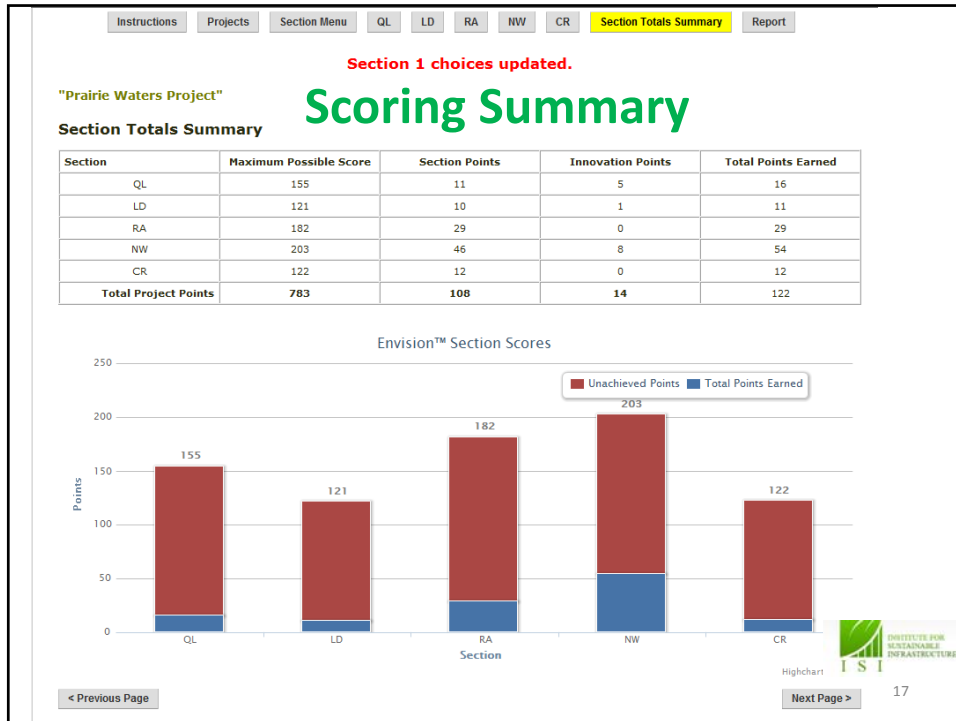 Instructions Projects Section Menu QL LD RA NW CR Section Totals Summary Report
Section 1 choices updated.
"Prairie Waters Project"
Scoring Summary
Section Totals Summary
Section Maximum Possible Score Section Points Innovation Points Total Points Earned
QL 155 11 5 16
LD 121 10 1 11
RA 182 29 0 29
NW 203 46 8 54
CR 122 12 0 12
Total Project Points 783 108 14 122
Envision™ Section Scores
250
Unachieved Points Total Points Earned
200
203
182
155
150
121
122
100
50
0
Points
QL LD RA NW CR
Section
Highchart
INSTITUTE FOR
SUSTAINABLE
INFRASTRUCTURE
I S I
< Previous Page Next Page >
17